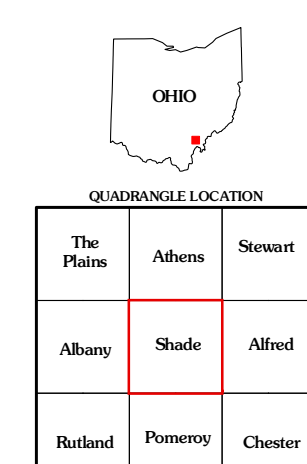 OHIO
QUADRANGLE LOCATION
The
Plains
Athens
Stewart
Albany
Shade
Alfred
Rutland
Pomeroy
Chester